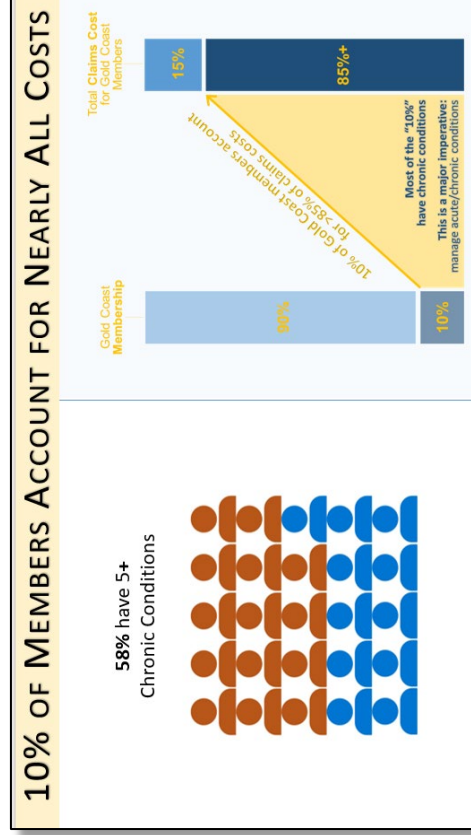 10% OF MEMBERS ACCOUNT FOR NEARLY ALL COSTS
58% have 5+
Chronic Conditions
Gold Coast
Membership
90%
10%
10% of Gold Coast members account
for >85% of claims costs
Total Claims Cost
for Gold Coast
Members
15%
85%+
Most of the "10%"
have chronic conditions
This is a major imperative:
manage acute/chronic conditions